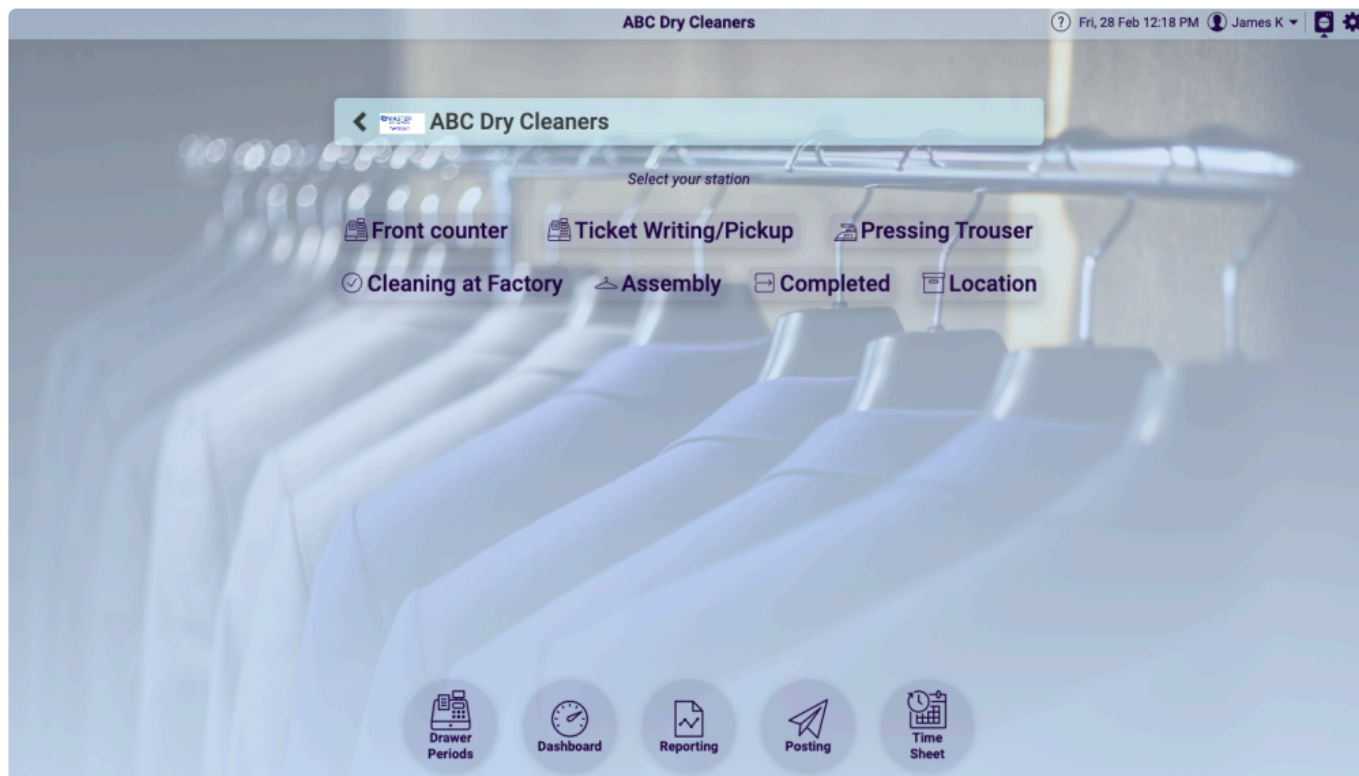 ABC Dry Cleaners
Fri, 28 Feb 12:18 PM James K
ABC Dry Cleaners
Select your station
Front counter Ticket Writing/Pickup Pressing Trouser
Cleaning at Factory Assembly Completed Location
Drawer Periods
Dashboard
Reporting
Posting
Time Sheet